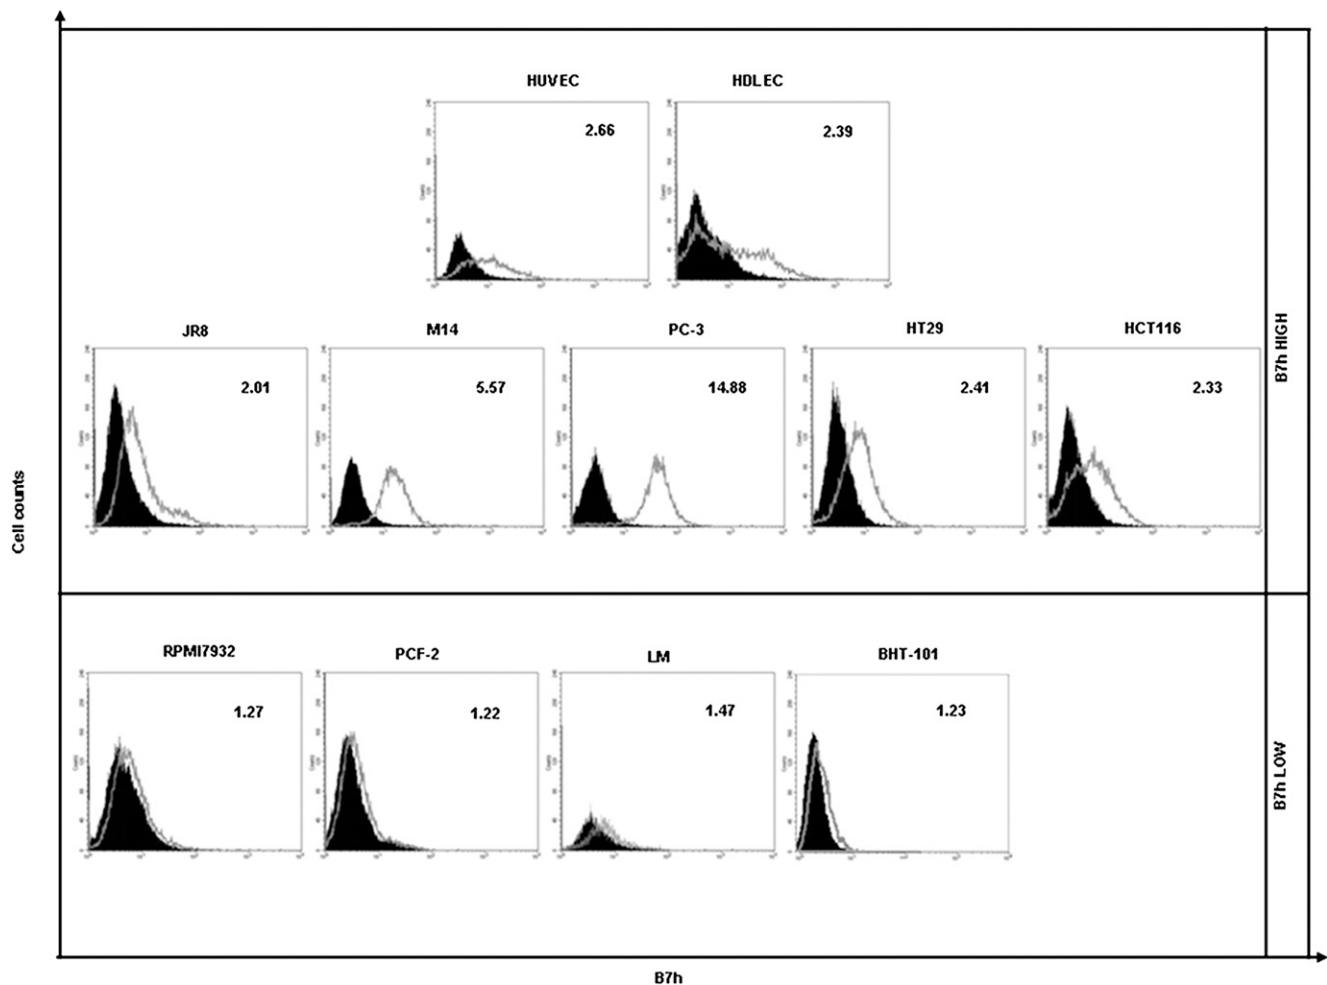 HUVEC
HDLEC
2.66
2.39
JR8
M14
PC-3
HT29
HCT116
2.01
5.57
14.88
2.41
2.33
B7h HIGH
Cell counts
RPMI7932
PCF-2
LM
BHT-101
1.27
1.22
1.47
1.23
B7h LOW
B7h